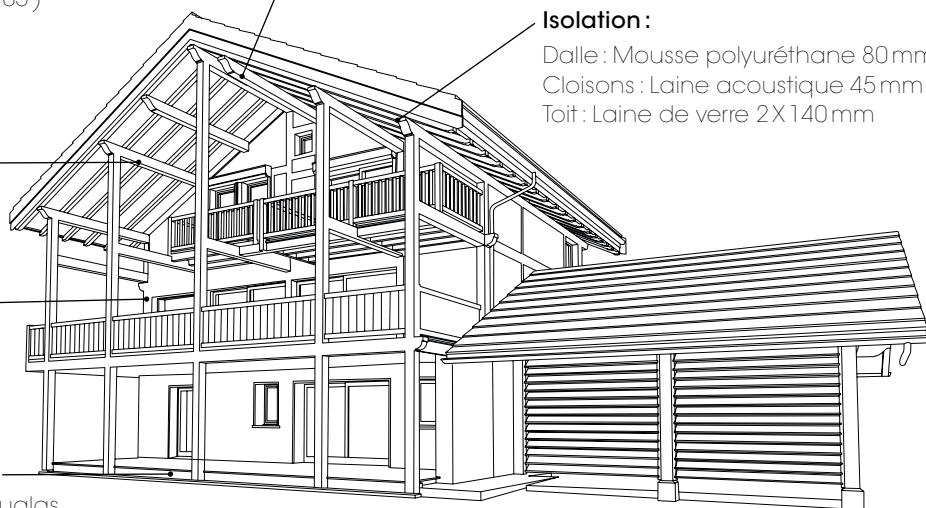 Isolation :
Dalle : Mousse polyuréthane 80 mm
Cloisons : Laine acoustique 45 mm
Toit : Laine de verre 2 X 140 mm